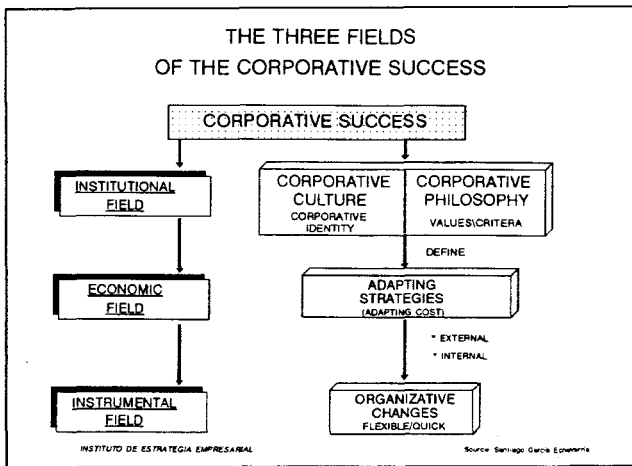 THE THREE FIELDS
OF THE CORPORATIVE SUCCESS
CORPORATIVE SUCCESS
INSTITUTIONAL
FIELD
CORPORATIVE
CULTURE
CORPORATIVE
IDENTITY
CORPORATIVE
PHILOSOPHY
VALUES\CRITERA
DEFINE
ECONOMIC
FIELD
ADAPTING
STRATEGIES
(ADAPTING COST)
* EXTERNAL
* INTERNAL
INSTRUMENTAL
FIELD
ORGANIZATIVE
CHANGES
FLEXIBLE/QUICK
INSTITUTO DE ESTRATEGIA EMPRESARIAL
Source: Santiago García Echevarría